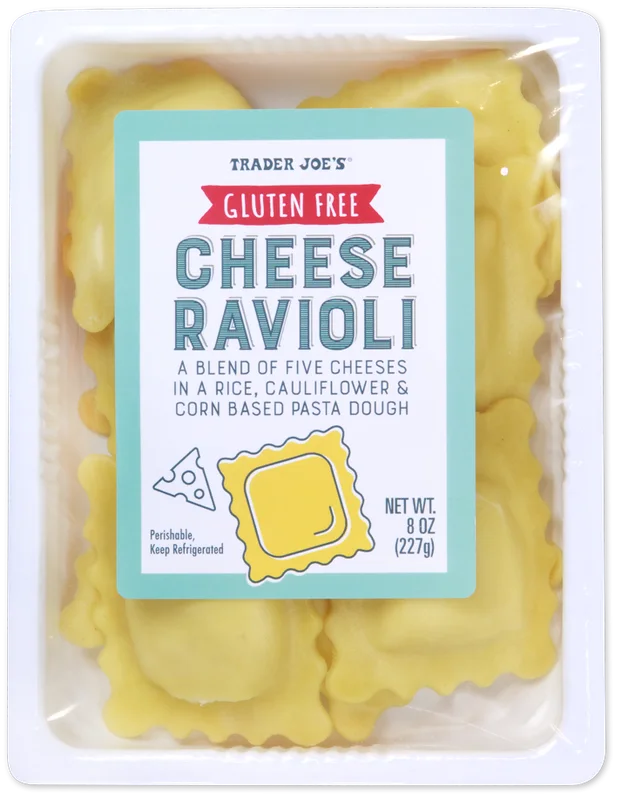 TRADER JOE'S®
GLUTEN FREE
CHEESE
RAVIOLI
A BLEND OF FIVE CHEESES
IN A RICE, CAULIFLOWER &
CORN BASED PASTA DOUGH
NET WT.
8 OZ
(227g)
Perishable,
Keep Refrigerated